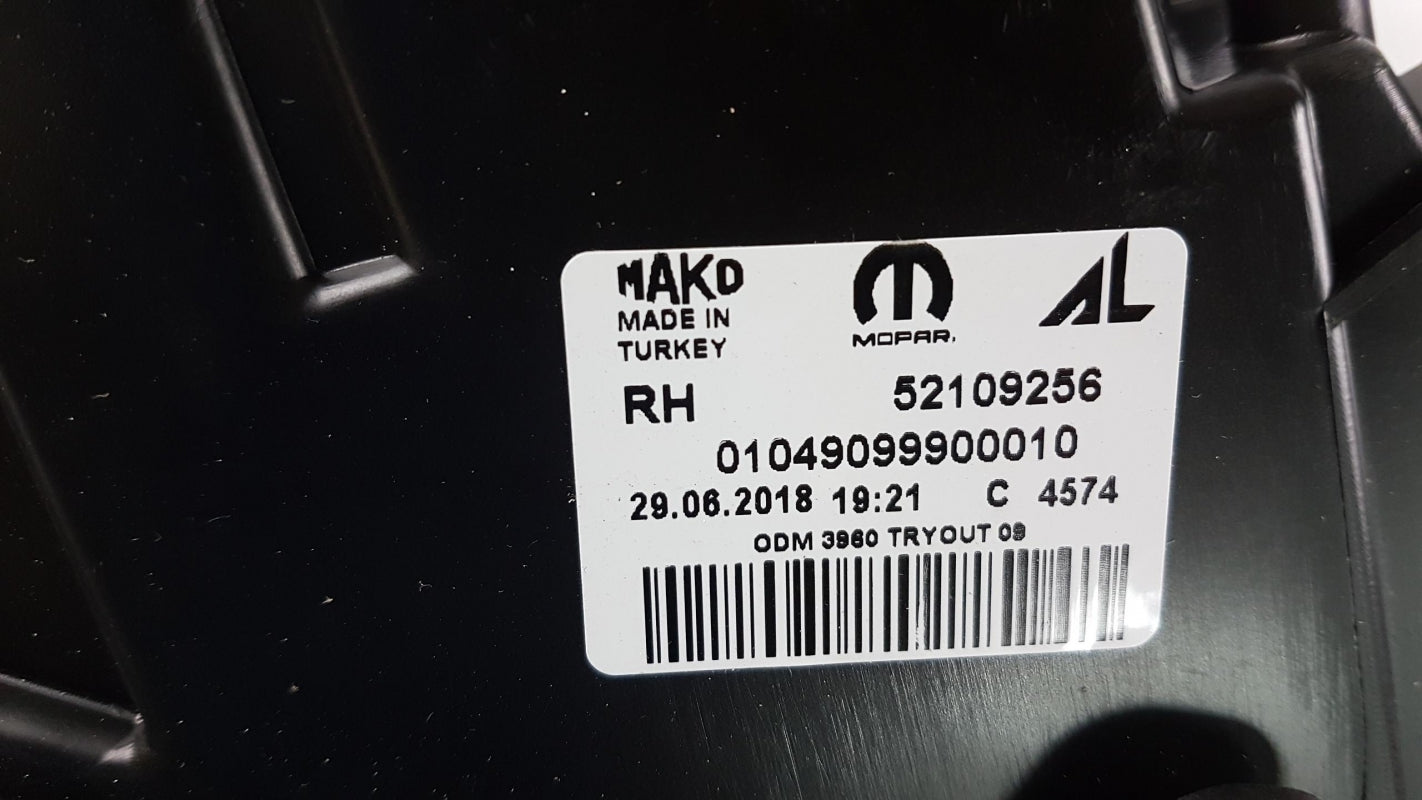 MAKO
MADE IN
TURKEY
MOPAR.
AL
RH 52109256
01049099900010
29.06.2018 19:21 C 4574
ODM 3960 TRYOUT 09